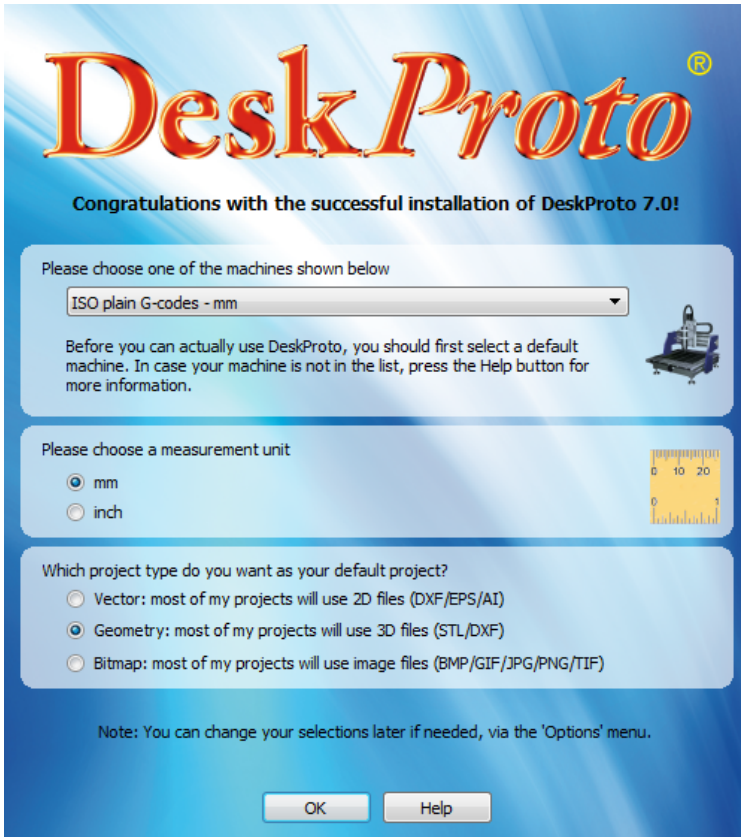 DeskProto®
Congratulations with the successful installation of DeskProto 7.0!
Please choose one of the machines shown below
ISO plain G-codes - mm
Before you can actually use DeskProto, you should first select a default
machine. In case your machine is not in the list, press the Help button for
more information.
Please choose a measurement unit
mm
0 10 20
inch
0 1
Which project type do you want as your default project?
Vector: most of my projects will use 2D files (DXF/EPS/AI)
Geometry: most of my projects will use 3D files (STL/DXF)
Bitmap: most of my projects will use image files (BMP/GIF/JPG/PNG/TIF)
Note: You can change your selections later if needed, via the 'Options' menu.
OK Help